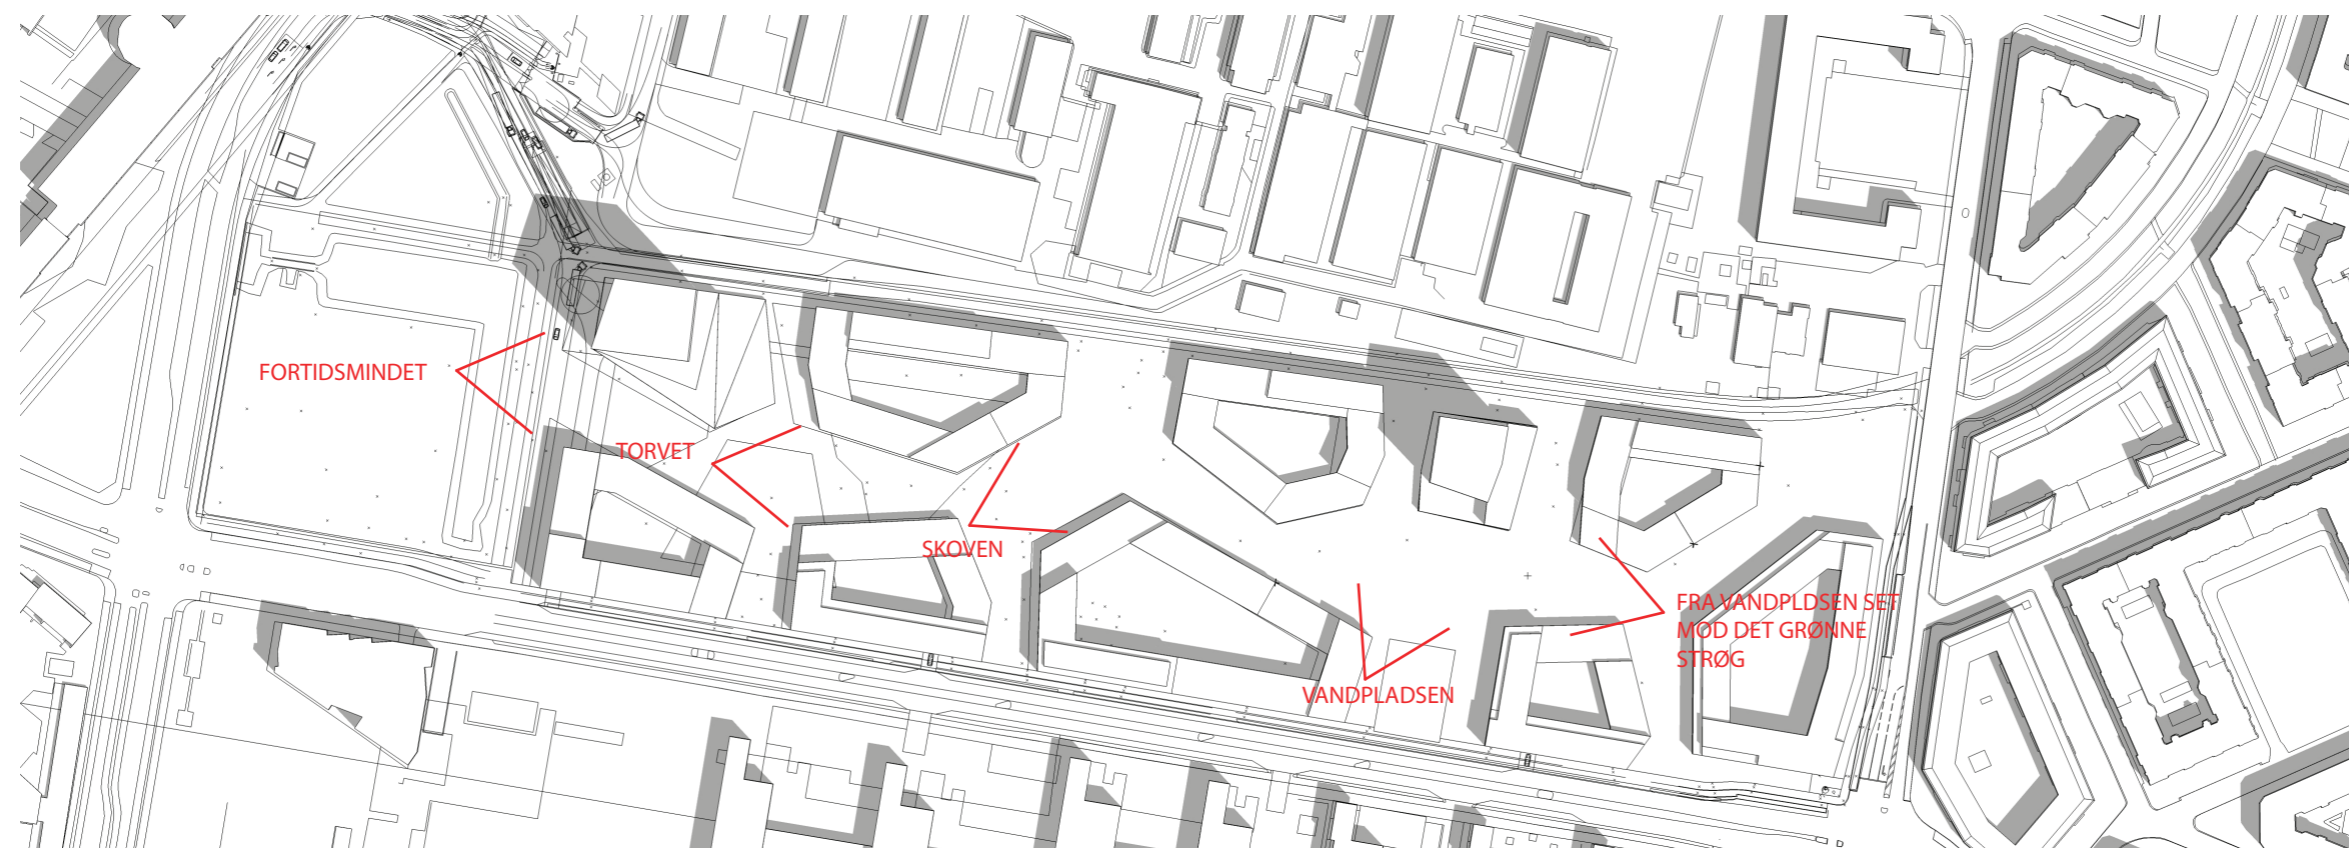 FORTIDSMINDET
TORVET
SKOVEN
FRA VANDPLDSEN SET
MOD DET GRØNNE
STRØG
VANDPLADSEN